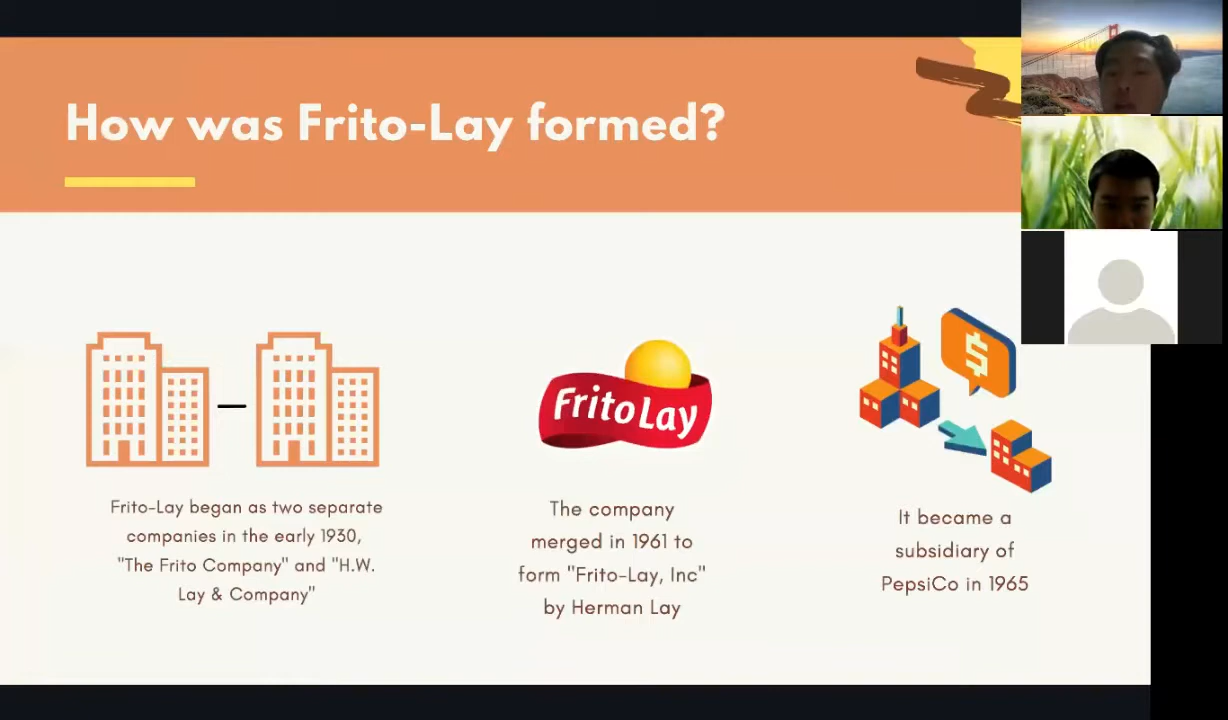 How was Frito-Lay formed?
Frito-Lay began as two separate
companies in the early 1930,
"The Frito Company" and "H.W.
Lay & Company"
Frito Lay
The company
merged in 1961 to
form "Frito-Lay, Inc"
by Herman Lay
$
It became a
subsidiary of
PepsiCo in 1965